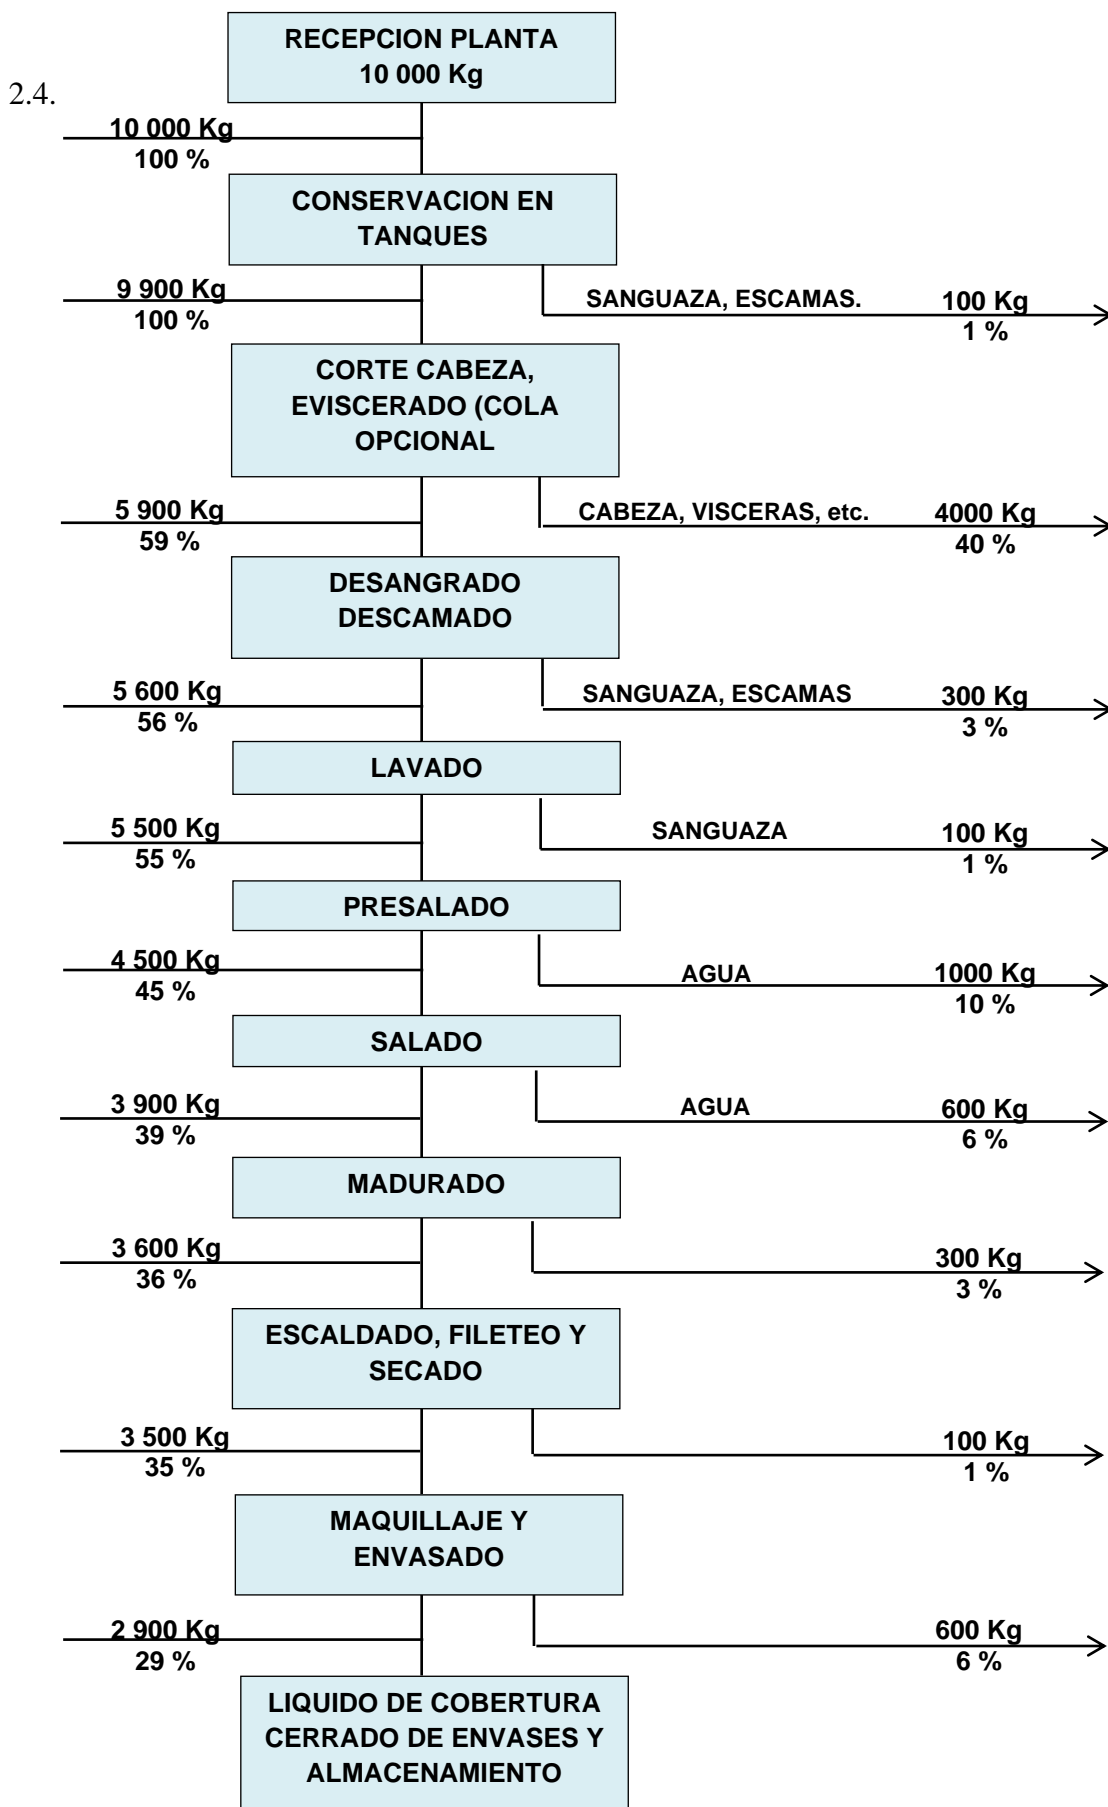 RECEPCION PLANTA
10 000 Kg
2.4.
10 000 Kg
100 %
CONSERVACION EN
TANQUES
9 900 Kg
100 %
SANGUAZA, ESCAMAS.
100 Kg
1 %
CORTE CABEZA,
EVISCERADO (COLA
OPCIONAL
5 900 Kg
59 %
CABEZA, VISCERAS, etc.
4000 Kg
40 %
DESANGRADO
DESCAMADO
5 600 Kg
56 %
SANGUAZA, ESCAMAS
300 Kg
3 %
LAVADO
5 500 Kg
55 %
SANGUAZA
100 Kg
1 %
PRESALADO
4 500 Kg
45 %
AGUA
1000 Kg
10 %
SALADO
3 900 Kg
39 %
AGUA
600 Kg
6 %
MADURADO
3 600 Kg
36 %
300 Kg
3 %
ESCALDADO, FILETEO Y
SECADO
3 500 Kg
35 %
100 Kg
1 %
MAQUILLAJE Y
ENVASADO
2 900 Kg
29 %
600 Kg
6 %
LIQUIDO DE COBERTURA
CERRADO DE ENVASES Y
ALMACENAMIENTO